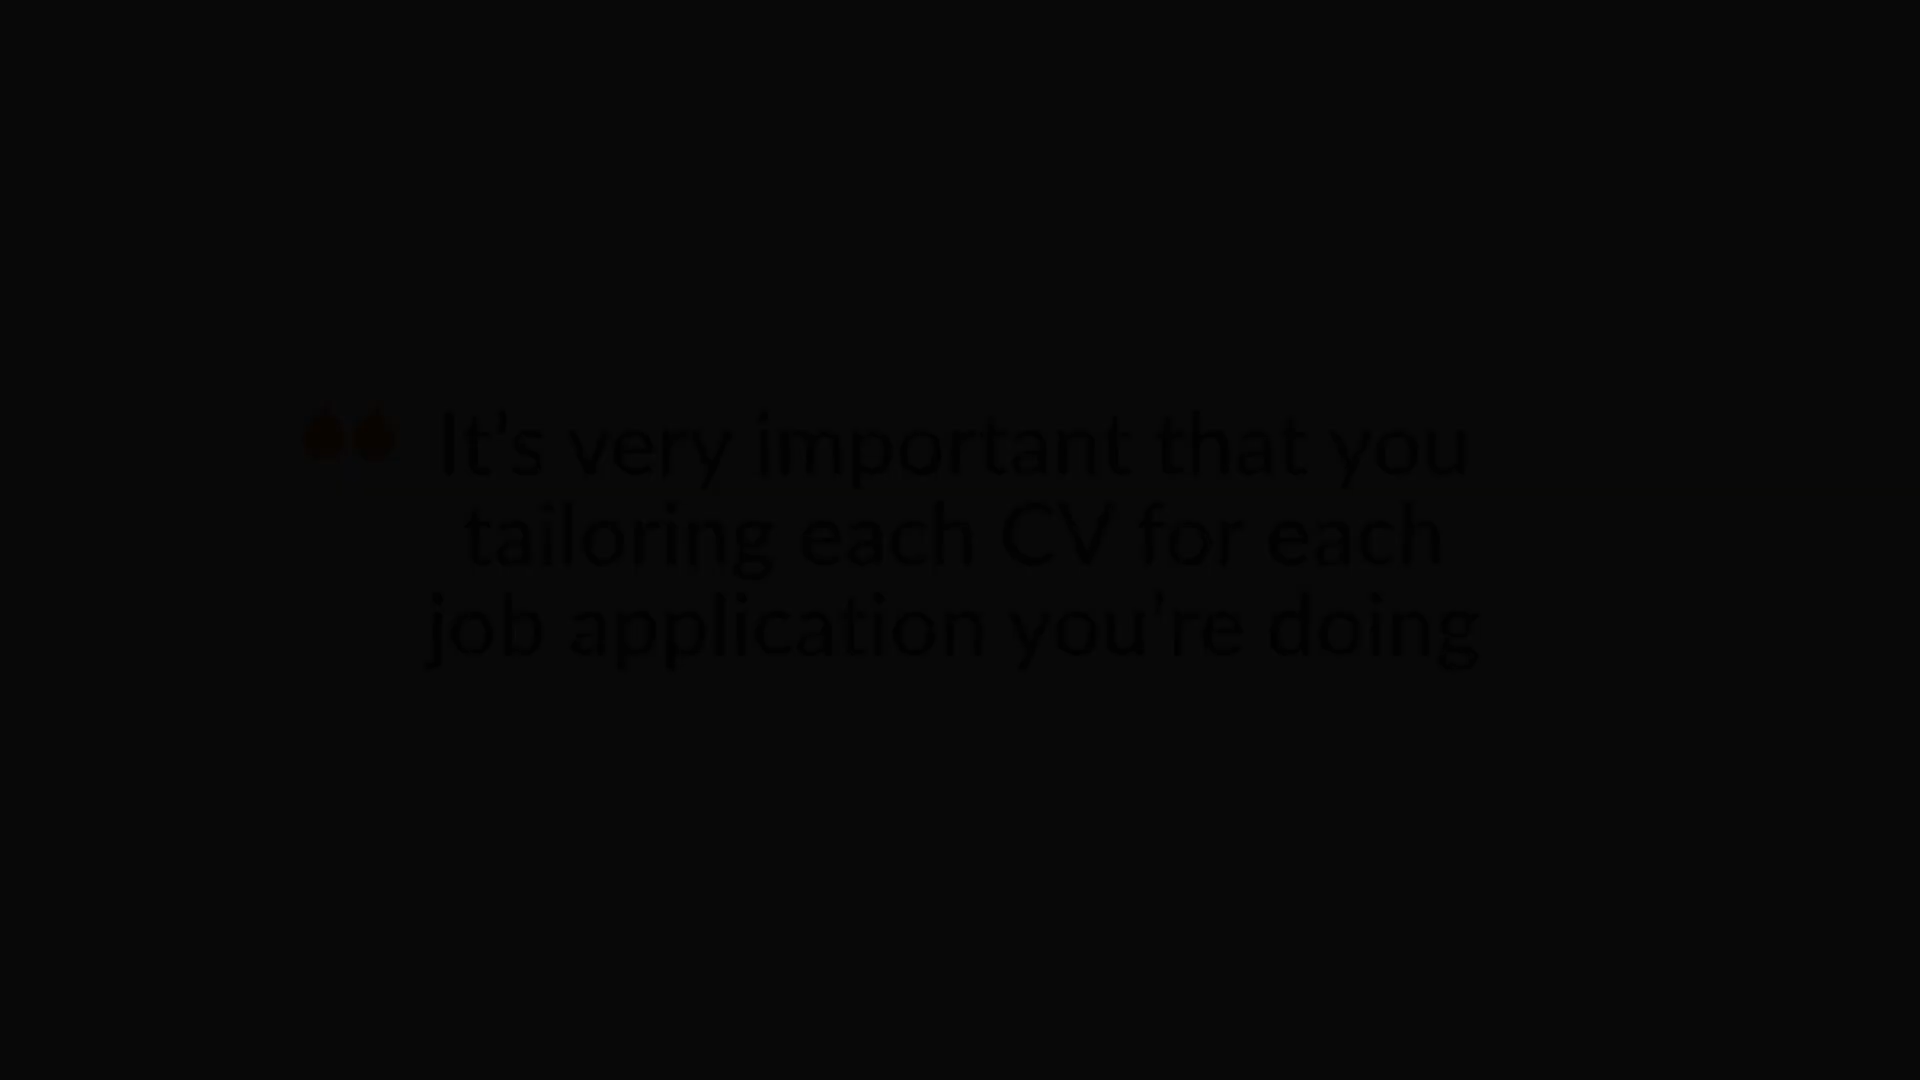 “ It's very important that you
tailoring each CV for each
job application you're doing